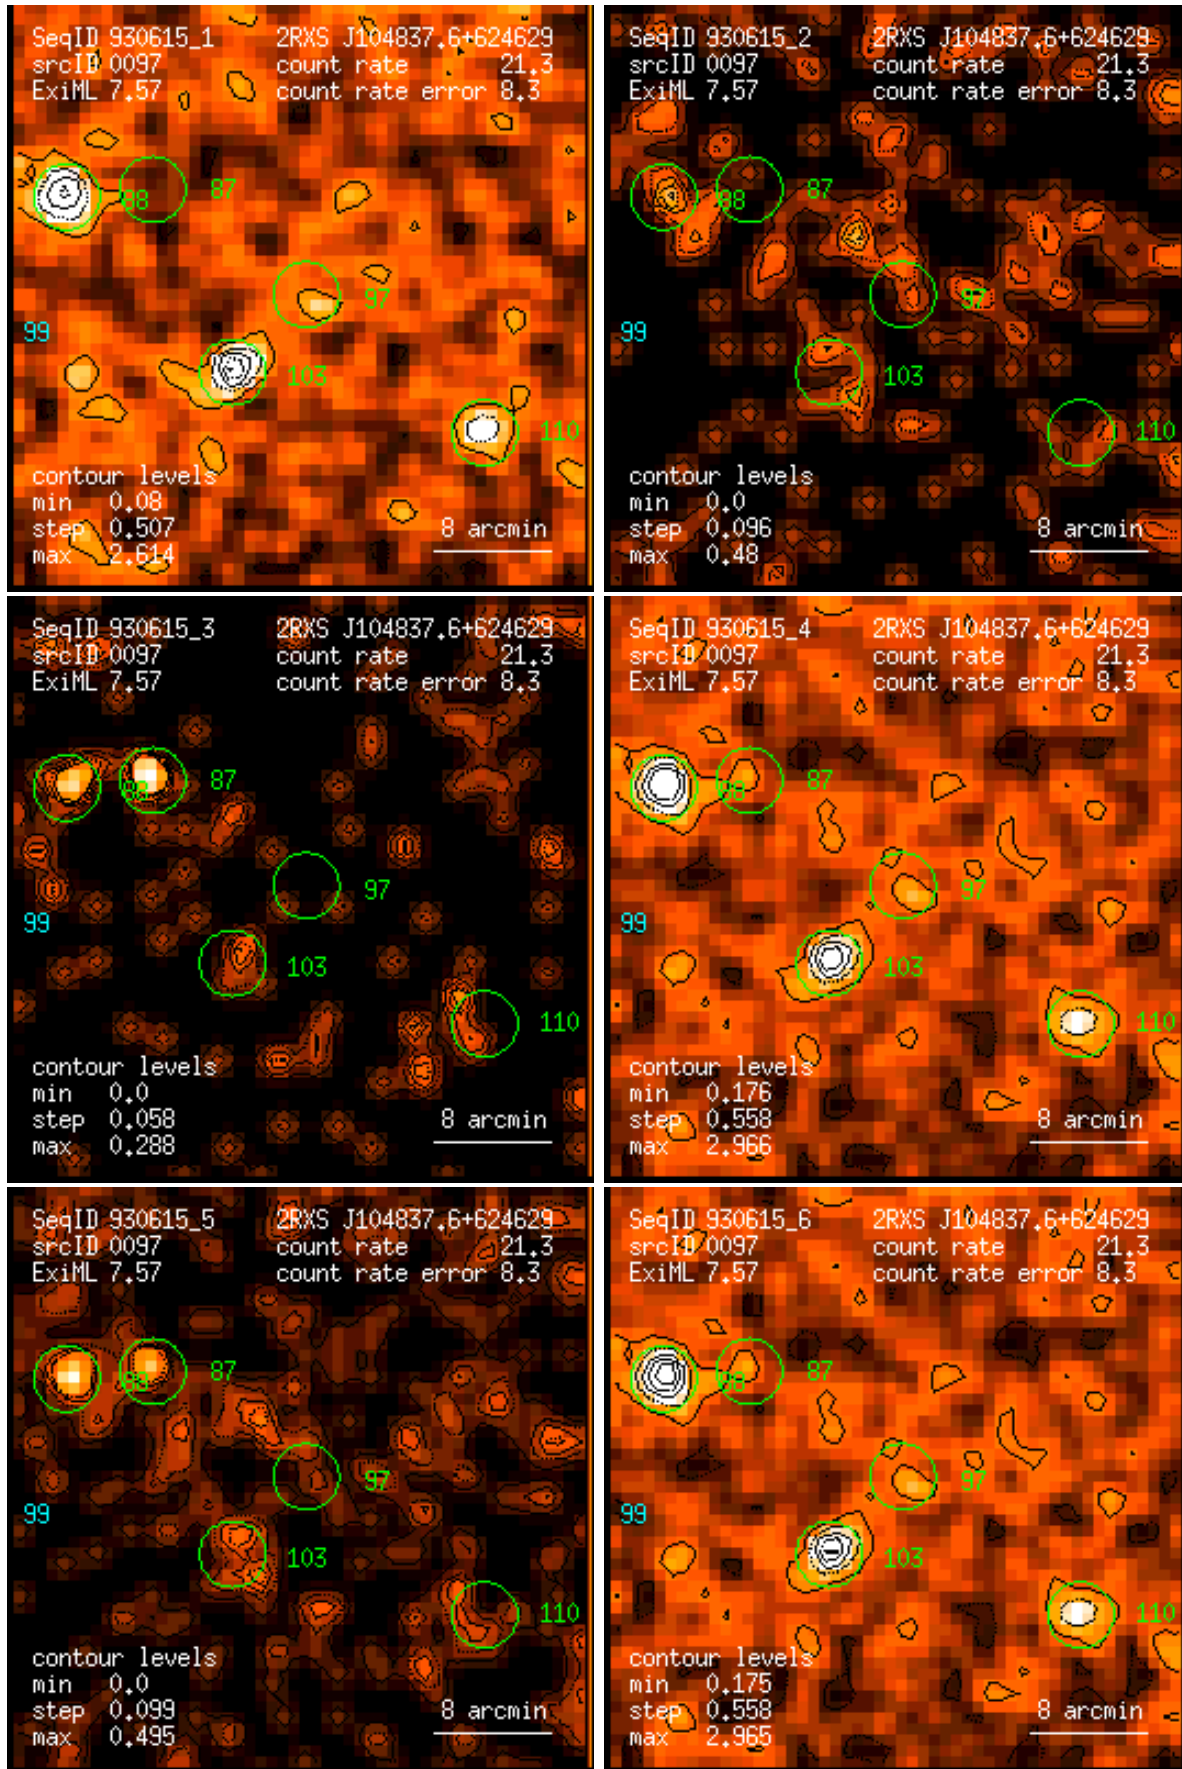 SeqID 930615_1 2RXS J104837.6+624629
srcID 0097 count rate 21.3
ExiML 7.57 count rate error 8.3
88 87
97
99
103
110
contour levels
min 0.08
step 0.507
max 2.614
8 arcmin
SeqID 930615_2 2RXS J104837.6+624629
srcID 0097 count rate 21.3
ExiML 7.57 count rate error 8.3
88 87
97
99
103
110
contour levels
min 0.0
step 0.096
max 0.48
8 arcmin
SeqID 930615_3 2RXS J104837.6+624629
srcID 0097 count rate 21.3
ExiML 7.57 count rate error 8.3
88 87
97
99
103
110
contour levels
min 0.0
step 0.058
max 0.288
8 arcmin
SeqID 930615_4 2RXS J104837.6+624629
srcID 0097 count rate 21.3
ExiML 7.57 count rate error 8.3
88 87
97
99
103
110
contour levels
min 0.176
step 0.558
max 2.966
8 arcmin
SeqID 930615_5 2RXS J104837.6+624629
srcID 0097 count rate 21.3
ExiML 7.57 count rate error 8.3
88 87
97
99
103
110
contour levels
min 0.0
step 0.099
max 0.495
8 arcmin
SeqID 930615_6 2RXS J104837.6+624629
srcID 0097 count rate 21.3
ExiML 7.57 count rate error 8.3
88 87
97
99
103
110
contour levels
min 0.175
step 0.558
max 2.965
8 arcmin